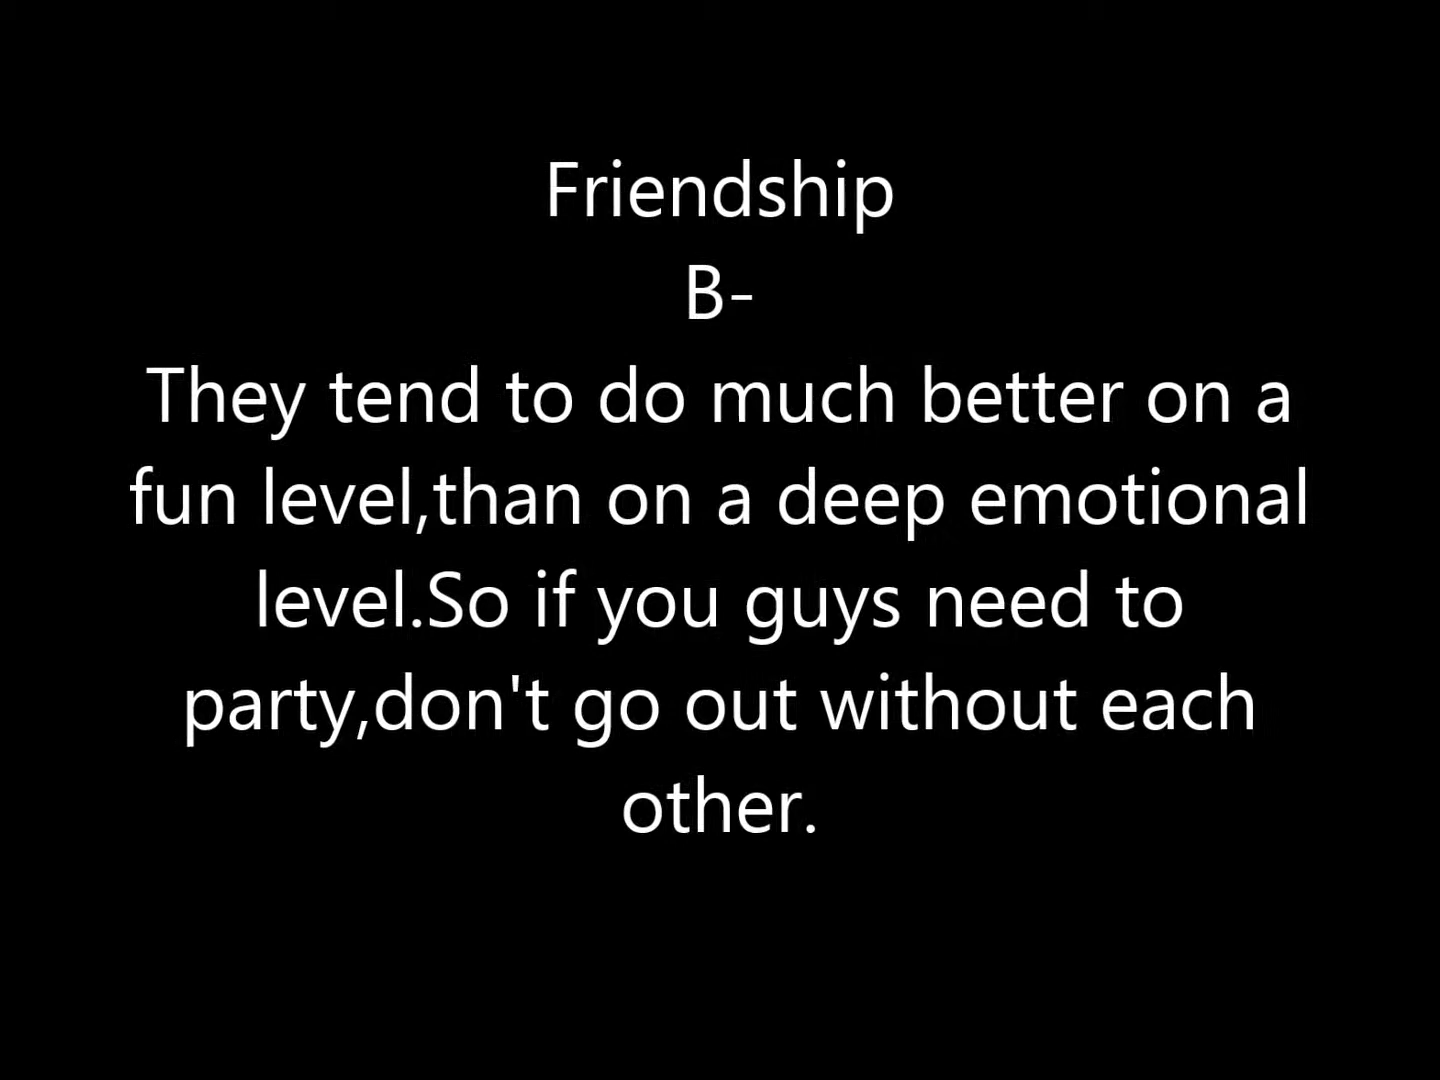 Friendship
B-
They tend to do much better on a
fun level,than on a deep emotional
level.So if you guys need to
party,don't go out without each
other.